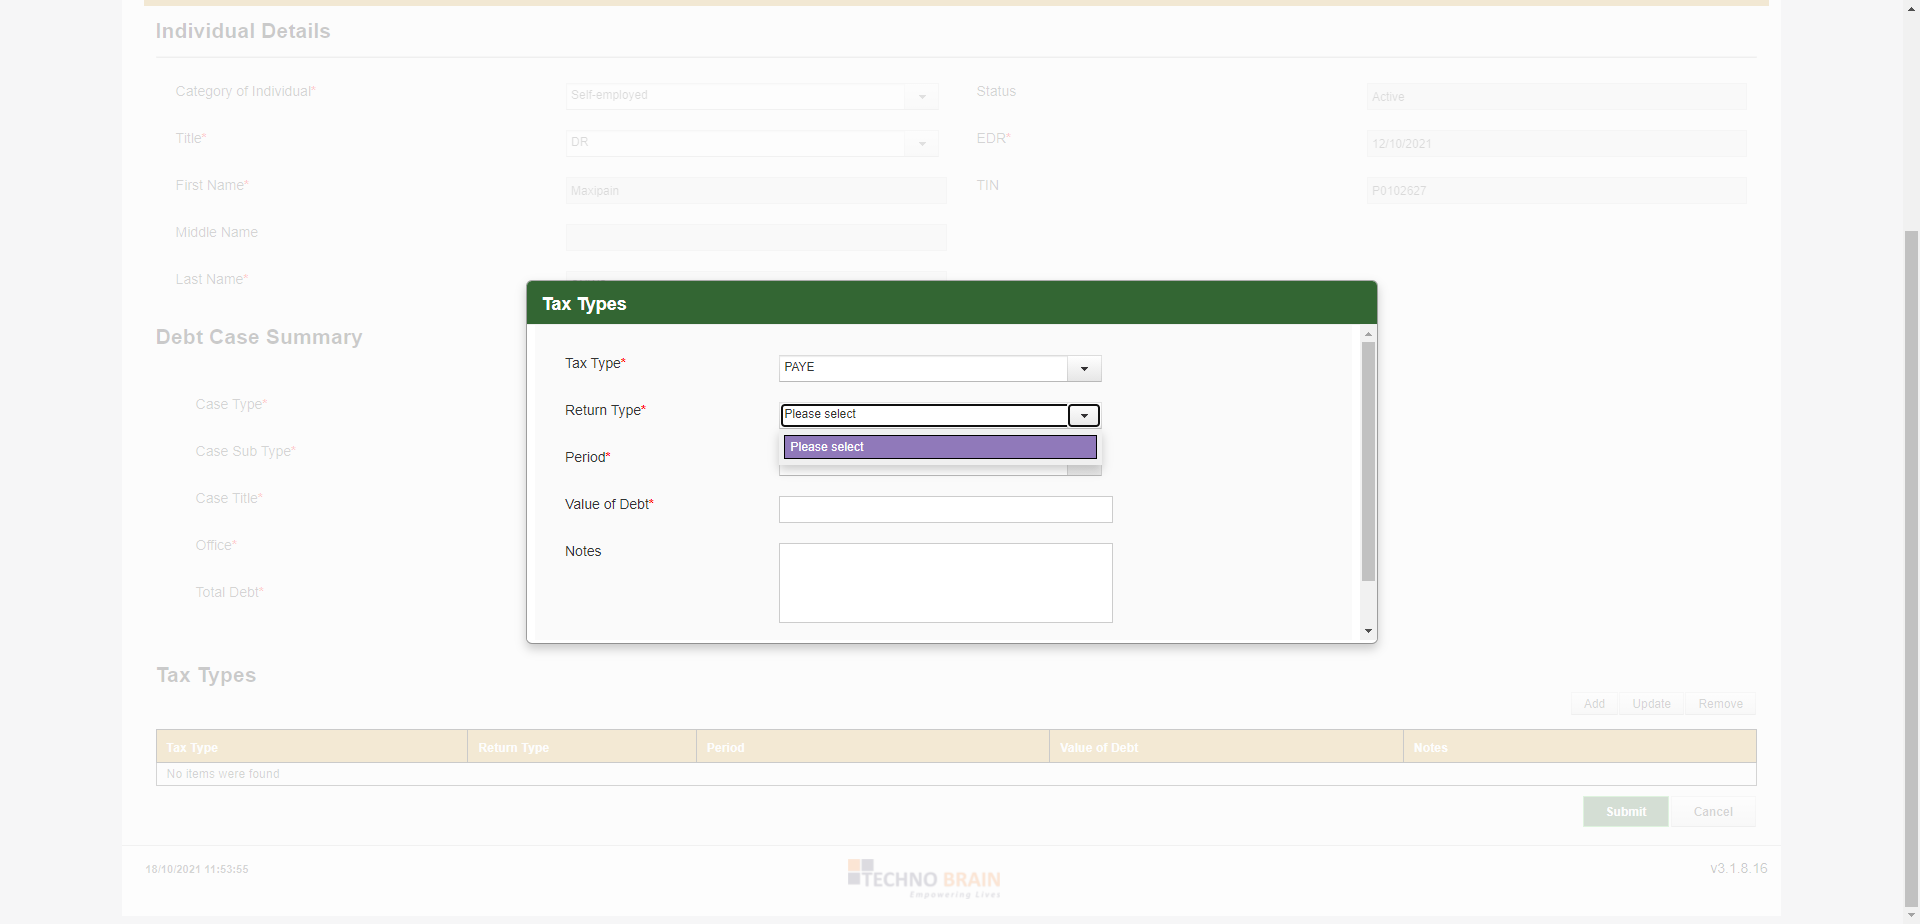 Individual Details
Category of Individual*
Self-employed
Status
Active
Title*
DR
EDR*
12/10/2021
First Name*
Maxipain
TIN
P0102627
Middle Name
Last Name*
Debt Case Summary
Case Type*
Case Sub Type*
Case Title*
Office*
Total Debt*
Tax Types
Tax Type*
PAYE
Return Type*
Please select
Please select
Period*
Value of Debt*
Notes
Tax Types
Add
Update
Remove
Tax Type
Return Type
Period
Value of Debt
Notes
No items were found
Submit
Cancel
18/10/2021 11:53:55
TECHNO BRAIN
Empowering Lives
v3.1.8.16